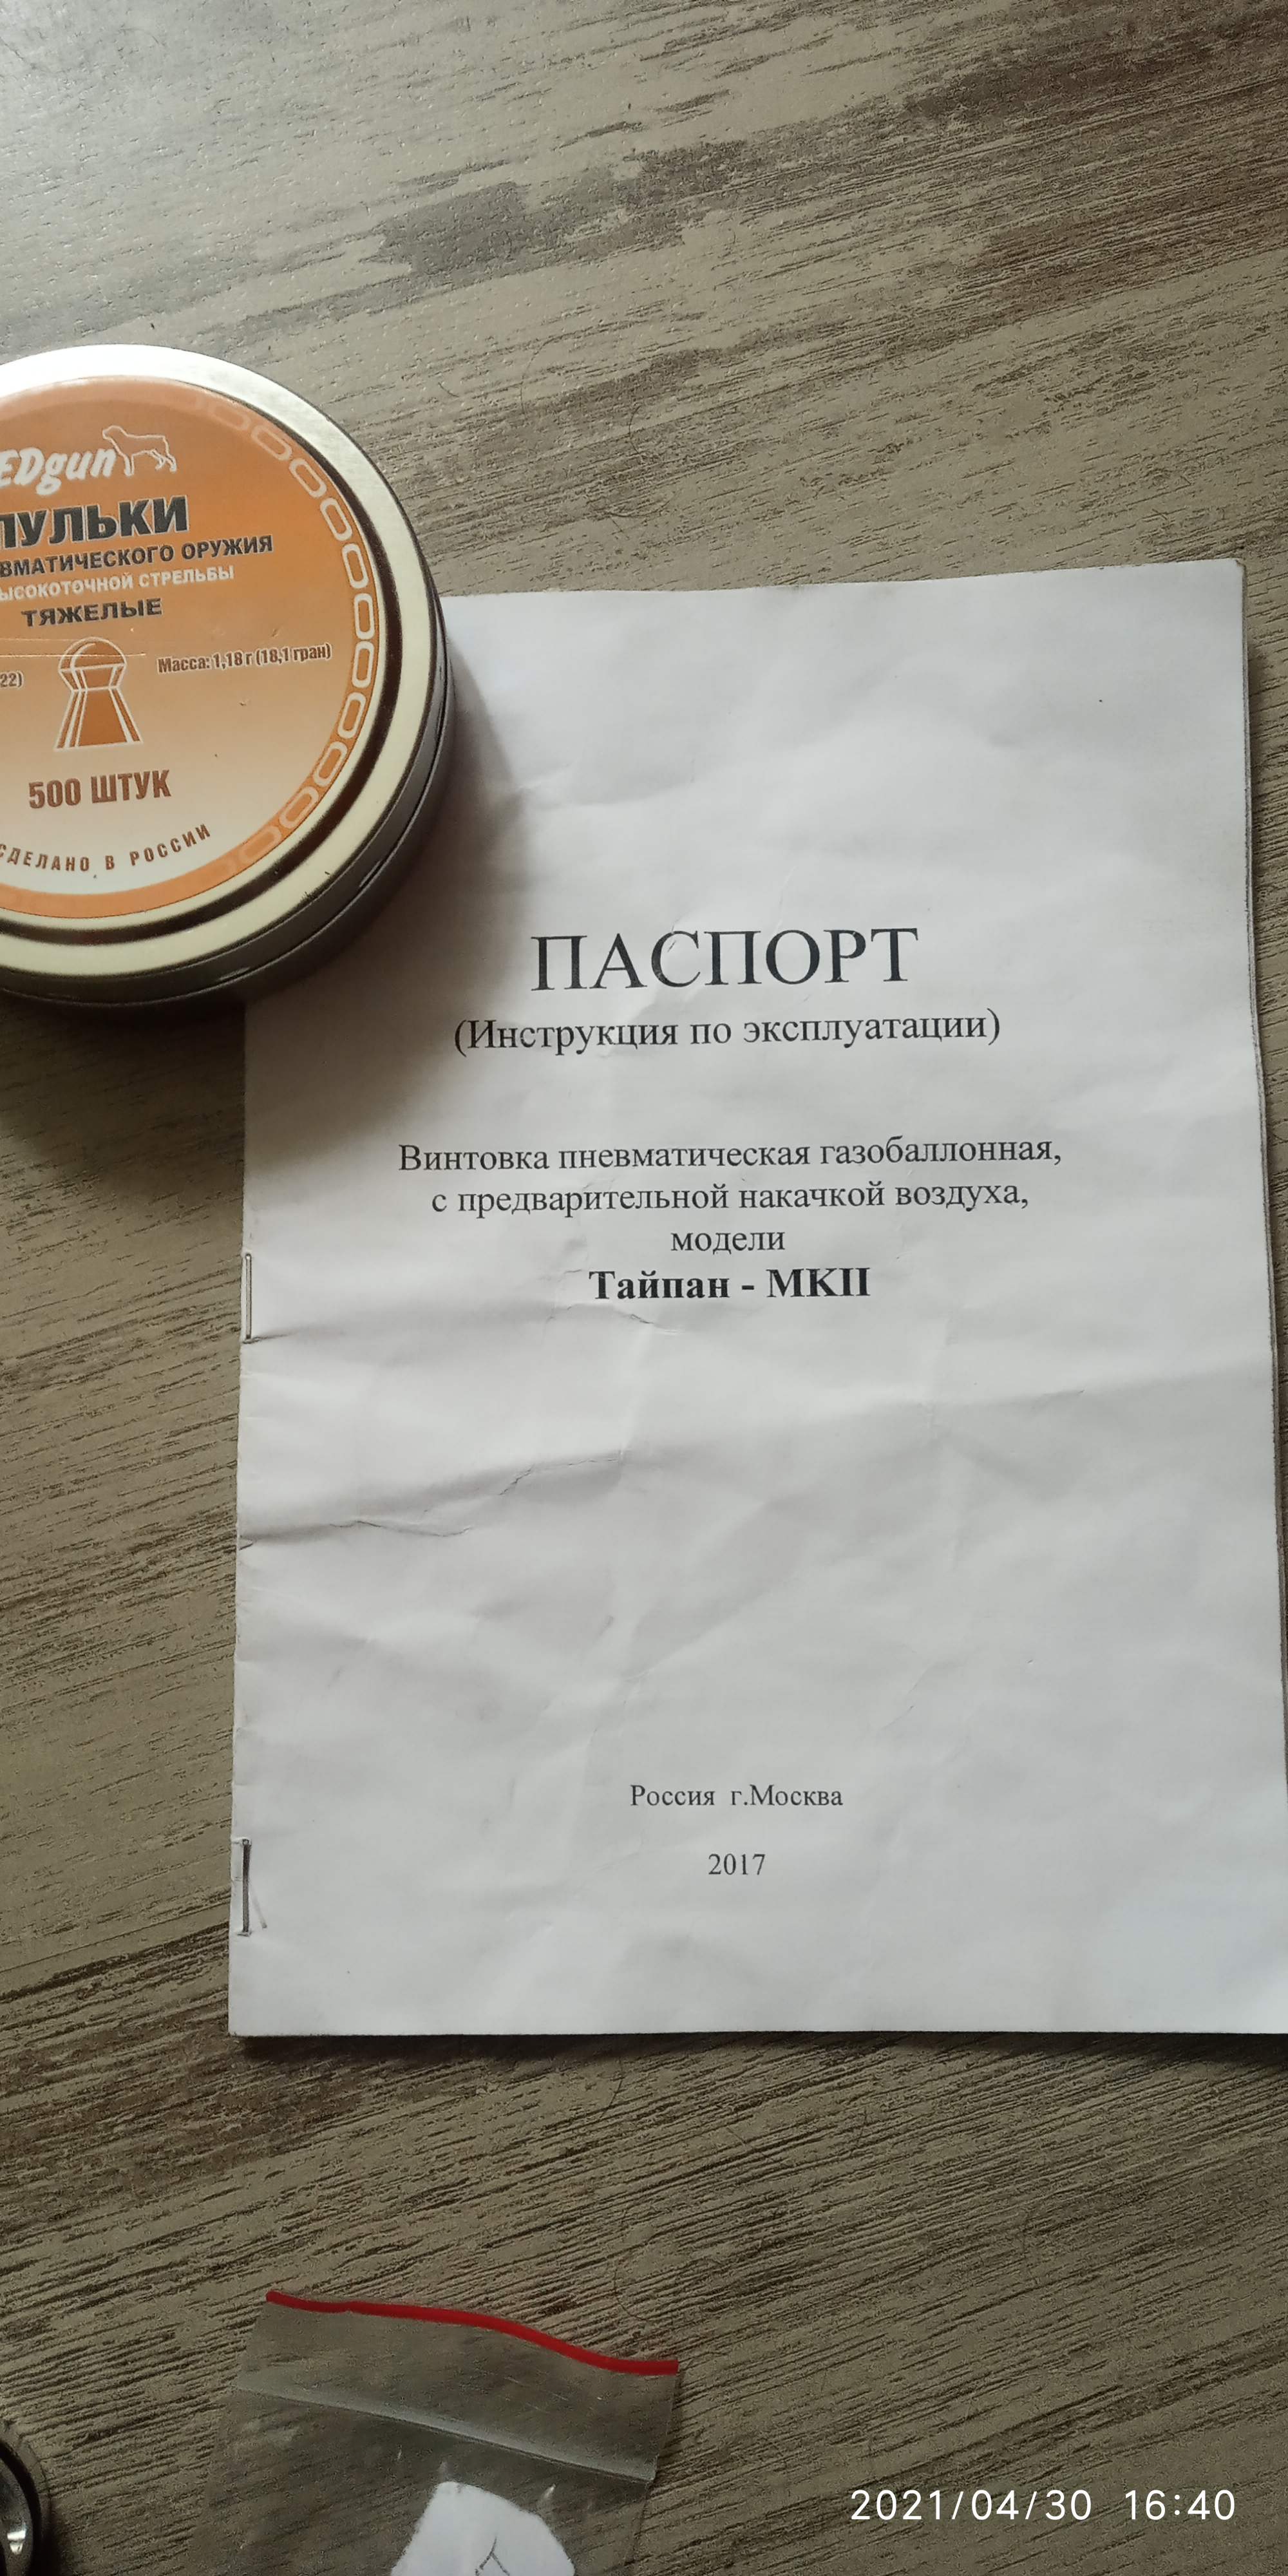 EDgun
ПУЛЬКИ
ВМАТИЧЕСКОГО ОРУЖИЯ
ЫСОКОТОЧНОЙ СТРЕЛЬБЫ
ТЯЖЕЛЫЕ
22)
Масса: 1,18 г (18,1 гран)
500 ШТУК
СДЕЛАНО В РОССИИ
ПАСПОРТ
(Инструкция по эксплуатации)
Винтовка пневматическая газобаллонная,
с предварительной накачкой воздуха,
модели
Тайпан - MKII
Россия г.Москва
2017
2021/04/30 16:40